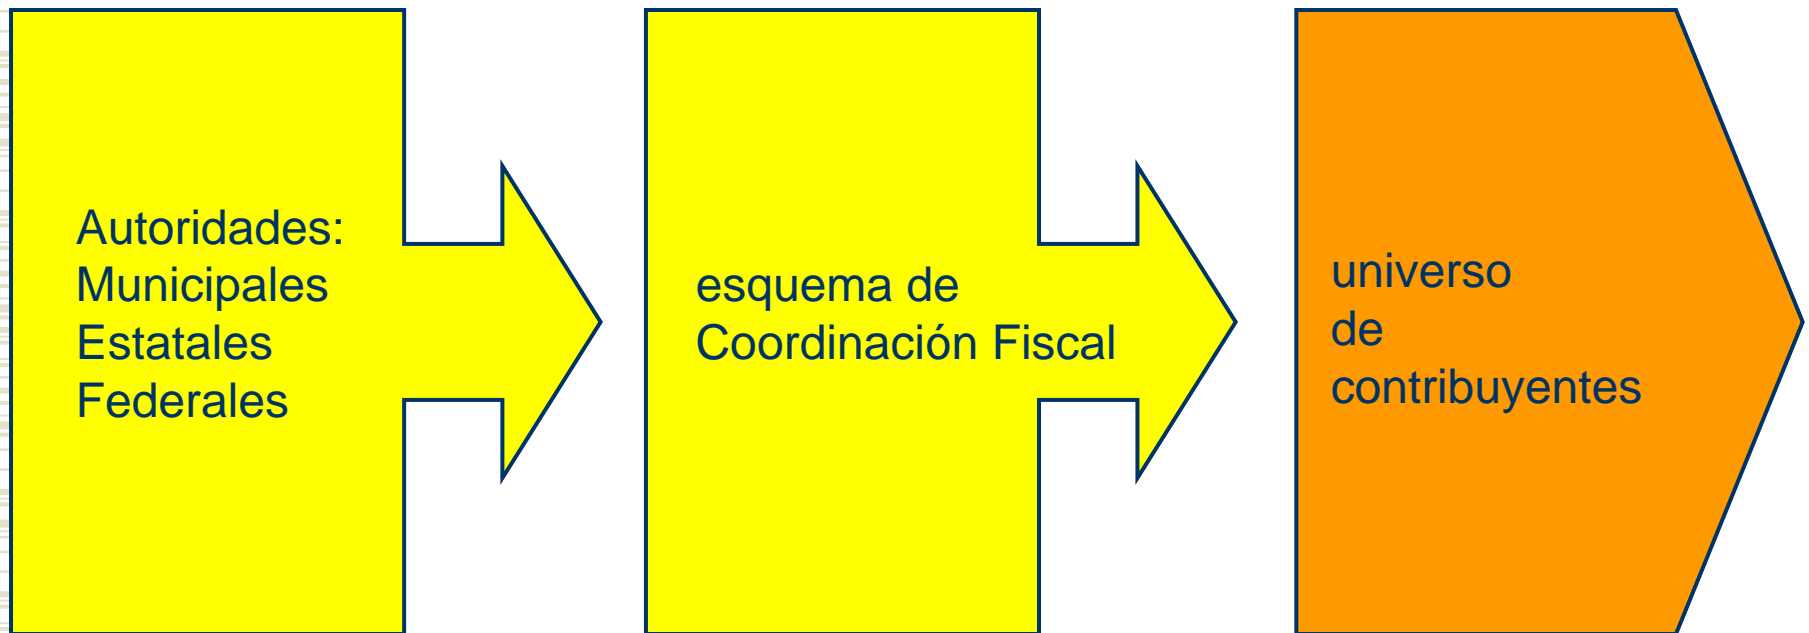 Autoridades:
Municipales
Estatales
Federales
esquema de
Coordinación Fiscal
universo
de
contribuyentes